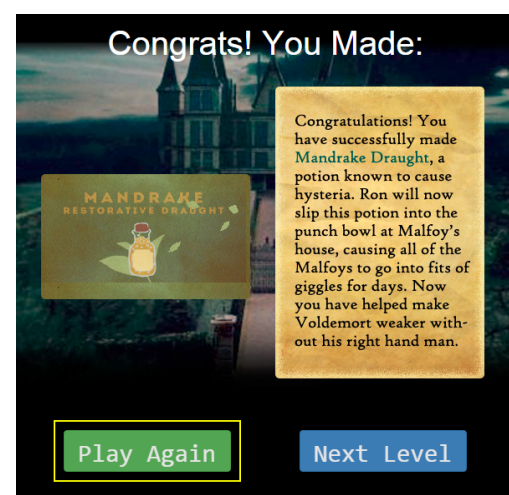 Congrats! You Made:
MANDRAKE
RESTORATIVE DRAUGHT
Congratulations! You
have successfully made
Mandrake Draught, a
potion known to cause
hysteria. Ron will now
slip this potion into the
punch bowl at Malfoy's
house, causing all of the
Malfoys to go into fits of
giggles for days. Now
you have helped make
Voldemort weaker with-
out his right hand man.
Play Again
Next Level